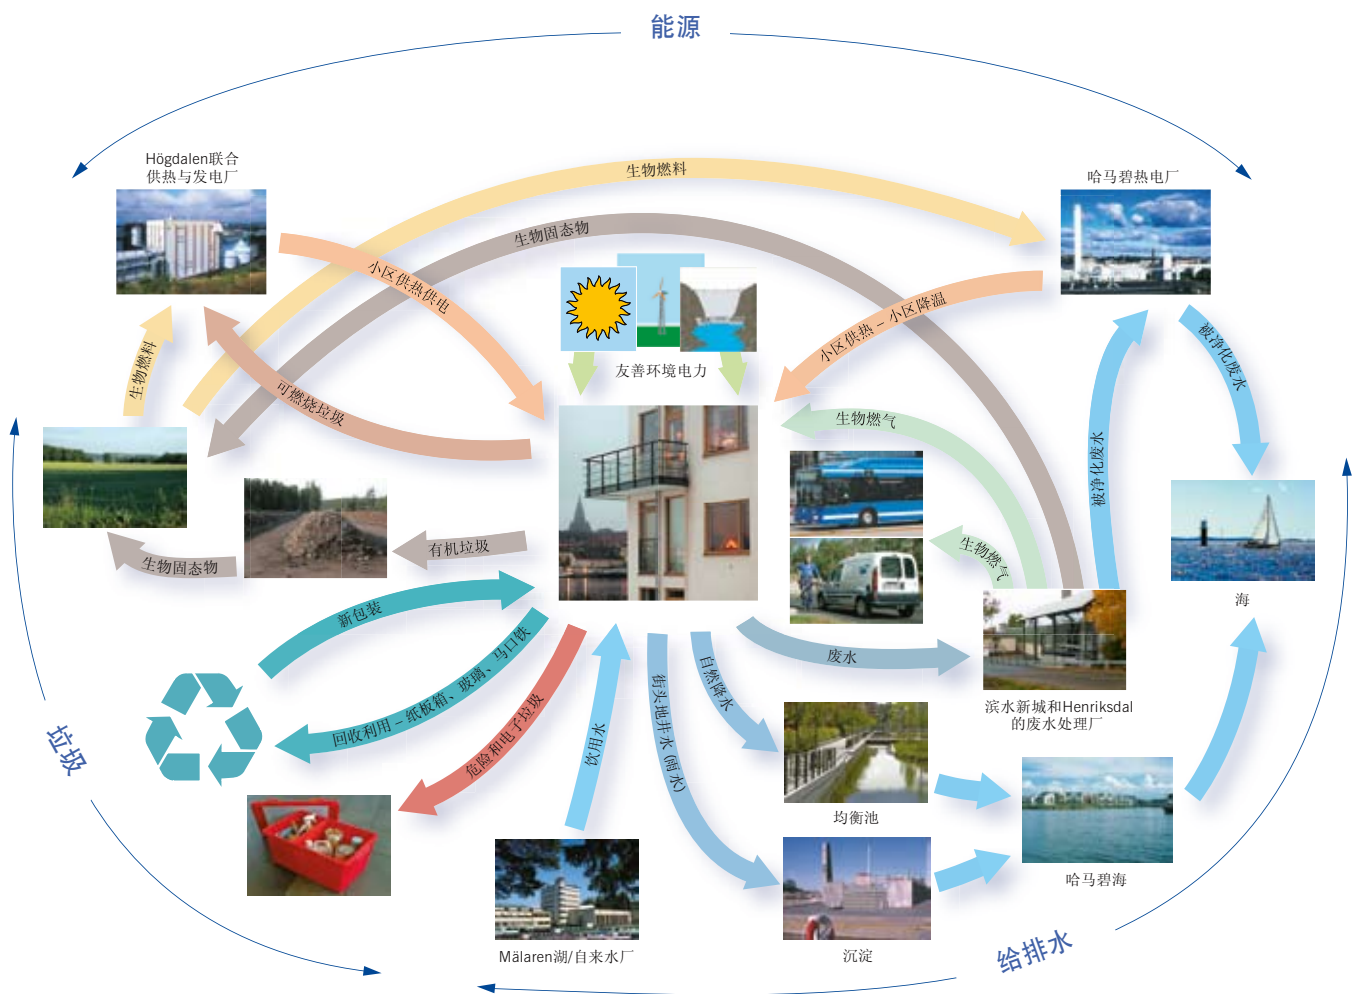 能源
Högdalen联合
供热与发电厂
生物燃料
哈马碧热电厂
生物固态物
小区供热供电
小区供热 – 小区降温
被净化废水
友善环境电力
生物燃料
可燃烧垃圾
生物燃气
被净化废水
有机垃圾
生物固态物
生物燃气
海
新包装
回收利用 – 纸板箱、玻璃、马口铁
危险和电子垃圾
饮用水
街头地井水 (雨水)
自然降水
废水
滨水新城和Henriksdal
的废水处理厂
垃圾
均衡池
哈马碧海
Mälaren湖/自来水厂
沉淀
给排水